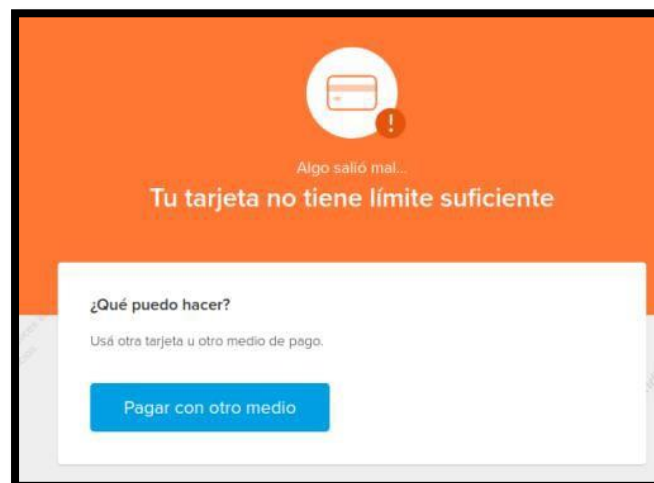 Algo salió mal...
Tu tarjeta no tiene límite suficiente
¿Qué puedo hacer?
Usá otra tarjeta u otro medio de pago.
Pagar con otro medio